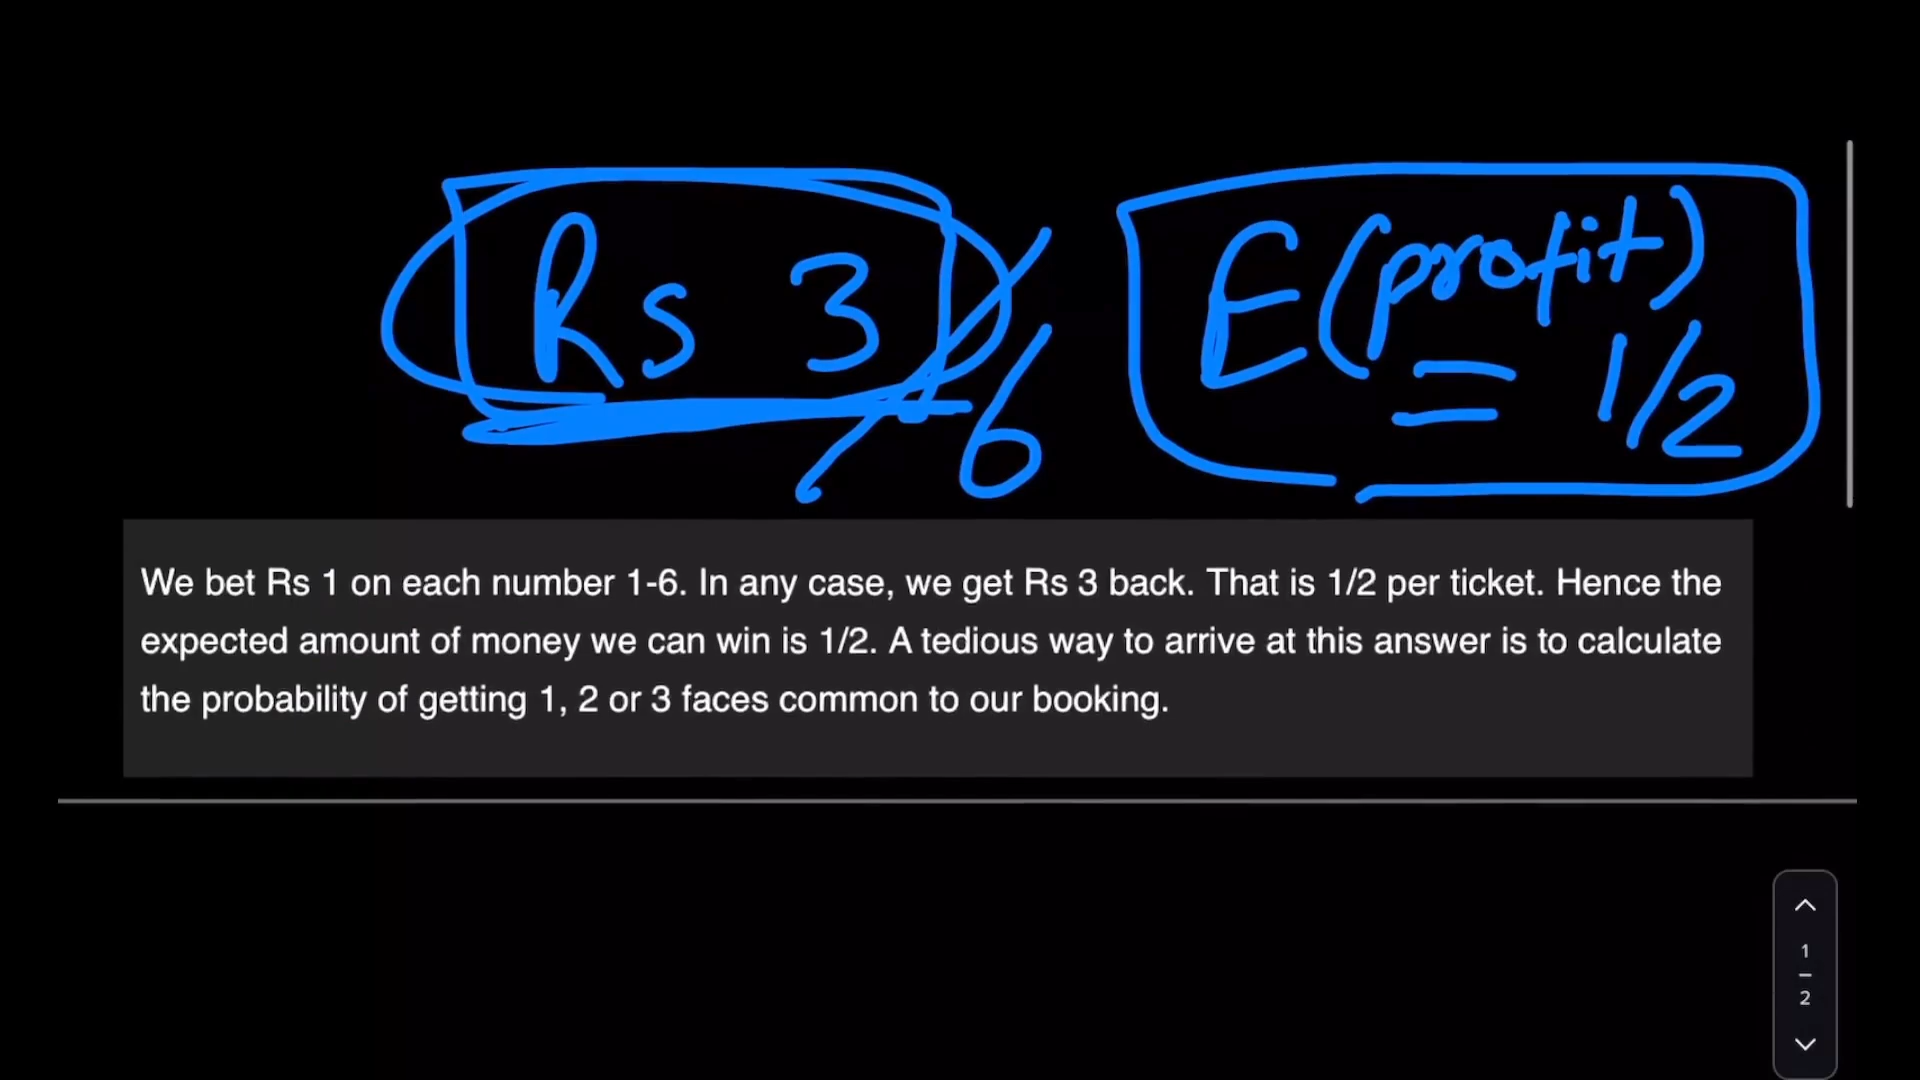 Rs 3 / 6
E(profit)
= 1/2
We bet Rs 1 on each number 1-6. In any case, we get Rs 3 back. That is 1/2 per ticket. Hence the
expected amount of money we can win is 1/2. A tedious way to arrive at this answer is to calculate
the probability of getting 1, 2 or 3 faces common to our booking.
1
2